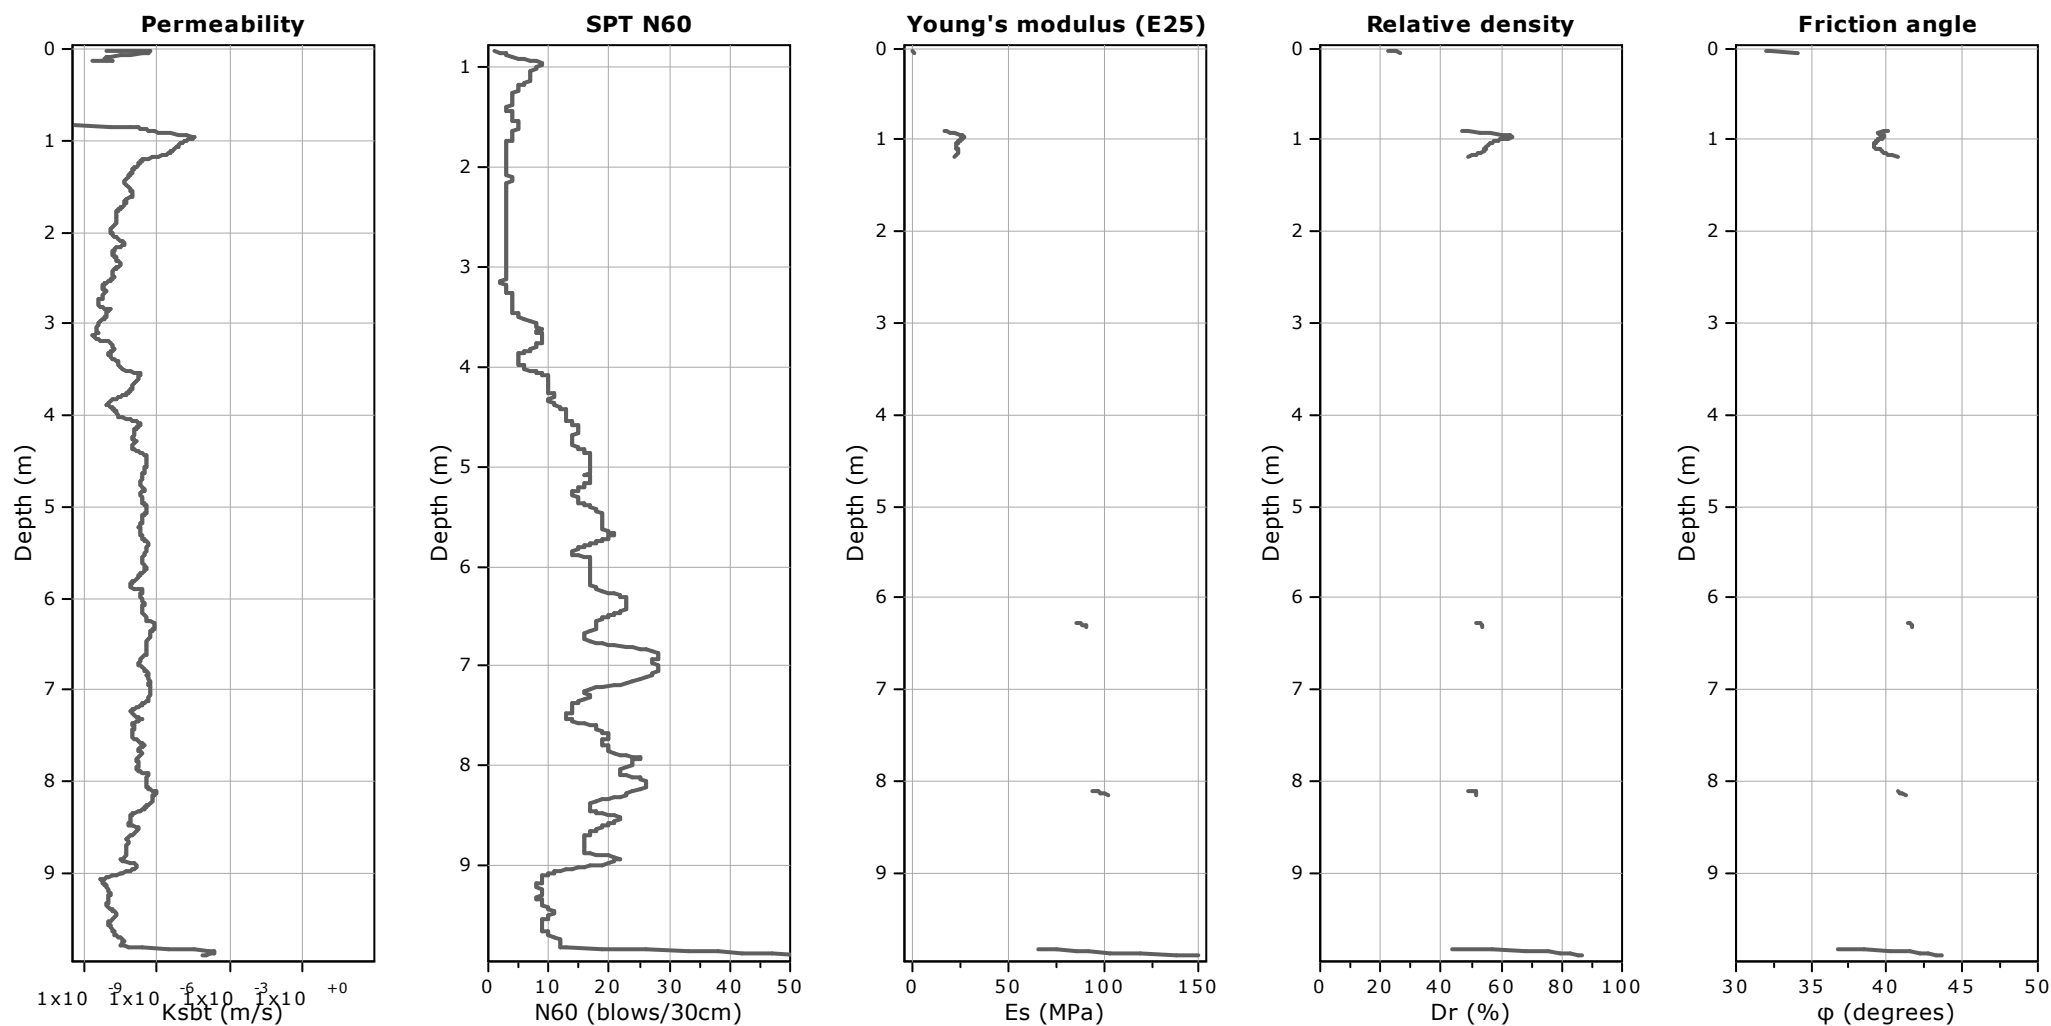 Permeability
0
1
2
3
4
5
6
7
8
9
Depth (m)
1x10-9 1x10-6 1x10-3 1x10+0
Ksbt (m/s)
SPT N60
1
2
3
4
5
6
7
8
9
Depth (m)
0 10 20 30 40 50
N60 (blows/30cm)
Young's modulus (E25)
0
1
2
3
4
5
6
7
8
9
Depth (m)
0 50 100 150
Es (MPa)
Relative density
0
1
2
3
4
5
6
7
8
9
Depth (m)
0 20 40 60 80 100
Dr (%)
Friction angle
0
1
2
3
4
5
6
7
8
9
Depth (m)
30 35 40 45 50
φ (degrees)